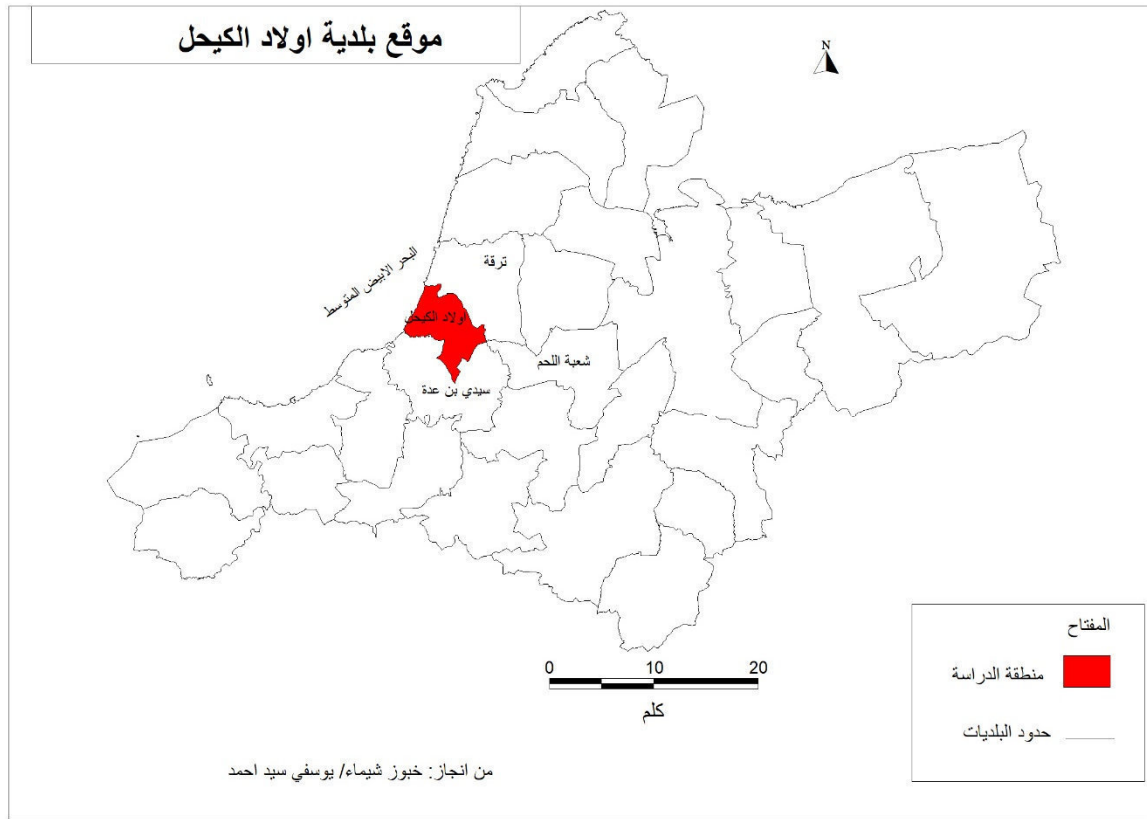 موقع بلدية اولاد الكيحل
N
البحر الابيض المتوسط
ترقة
اولاد الكيحل
شعبة اللحم
سيدي بن عدة
0 10 20
كلم
المفتاح
منطقة الدراسة
حدود البلديات
من انجاز: خبوز شيماء/ يوسفي سيد احمد